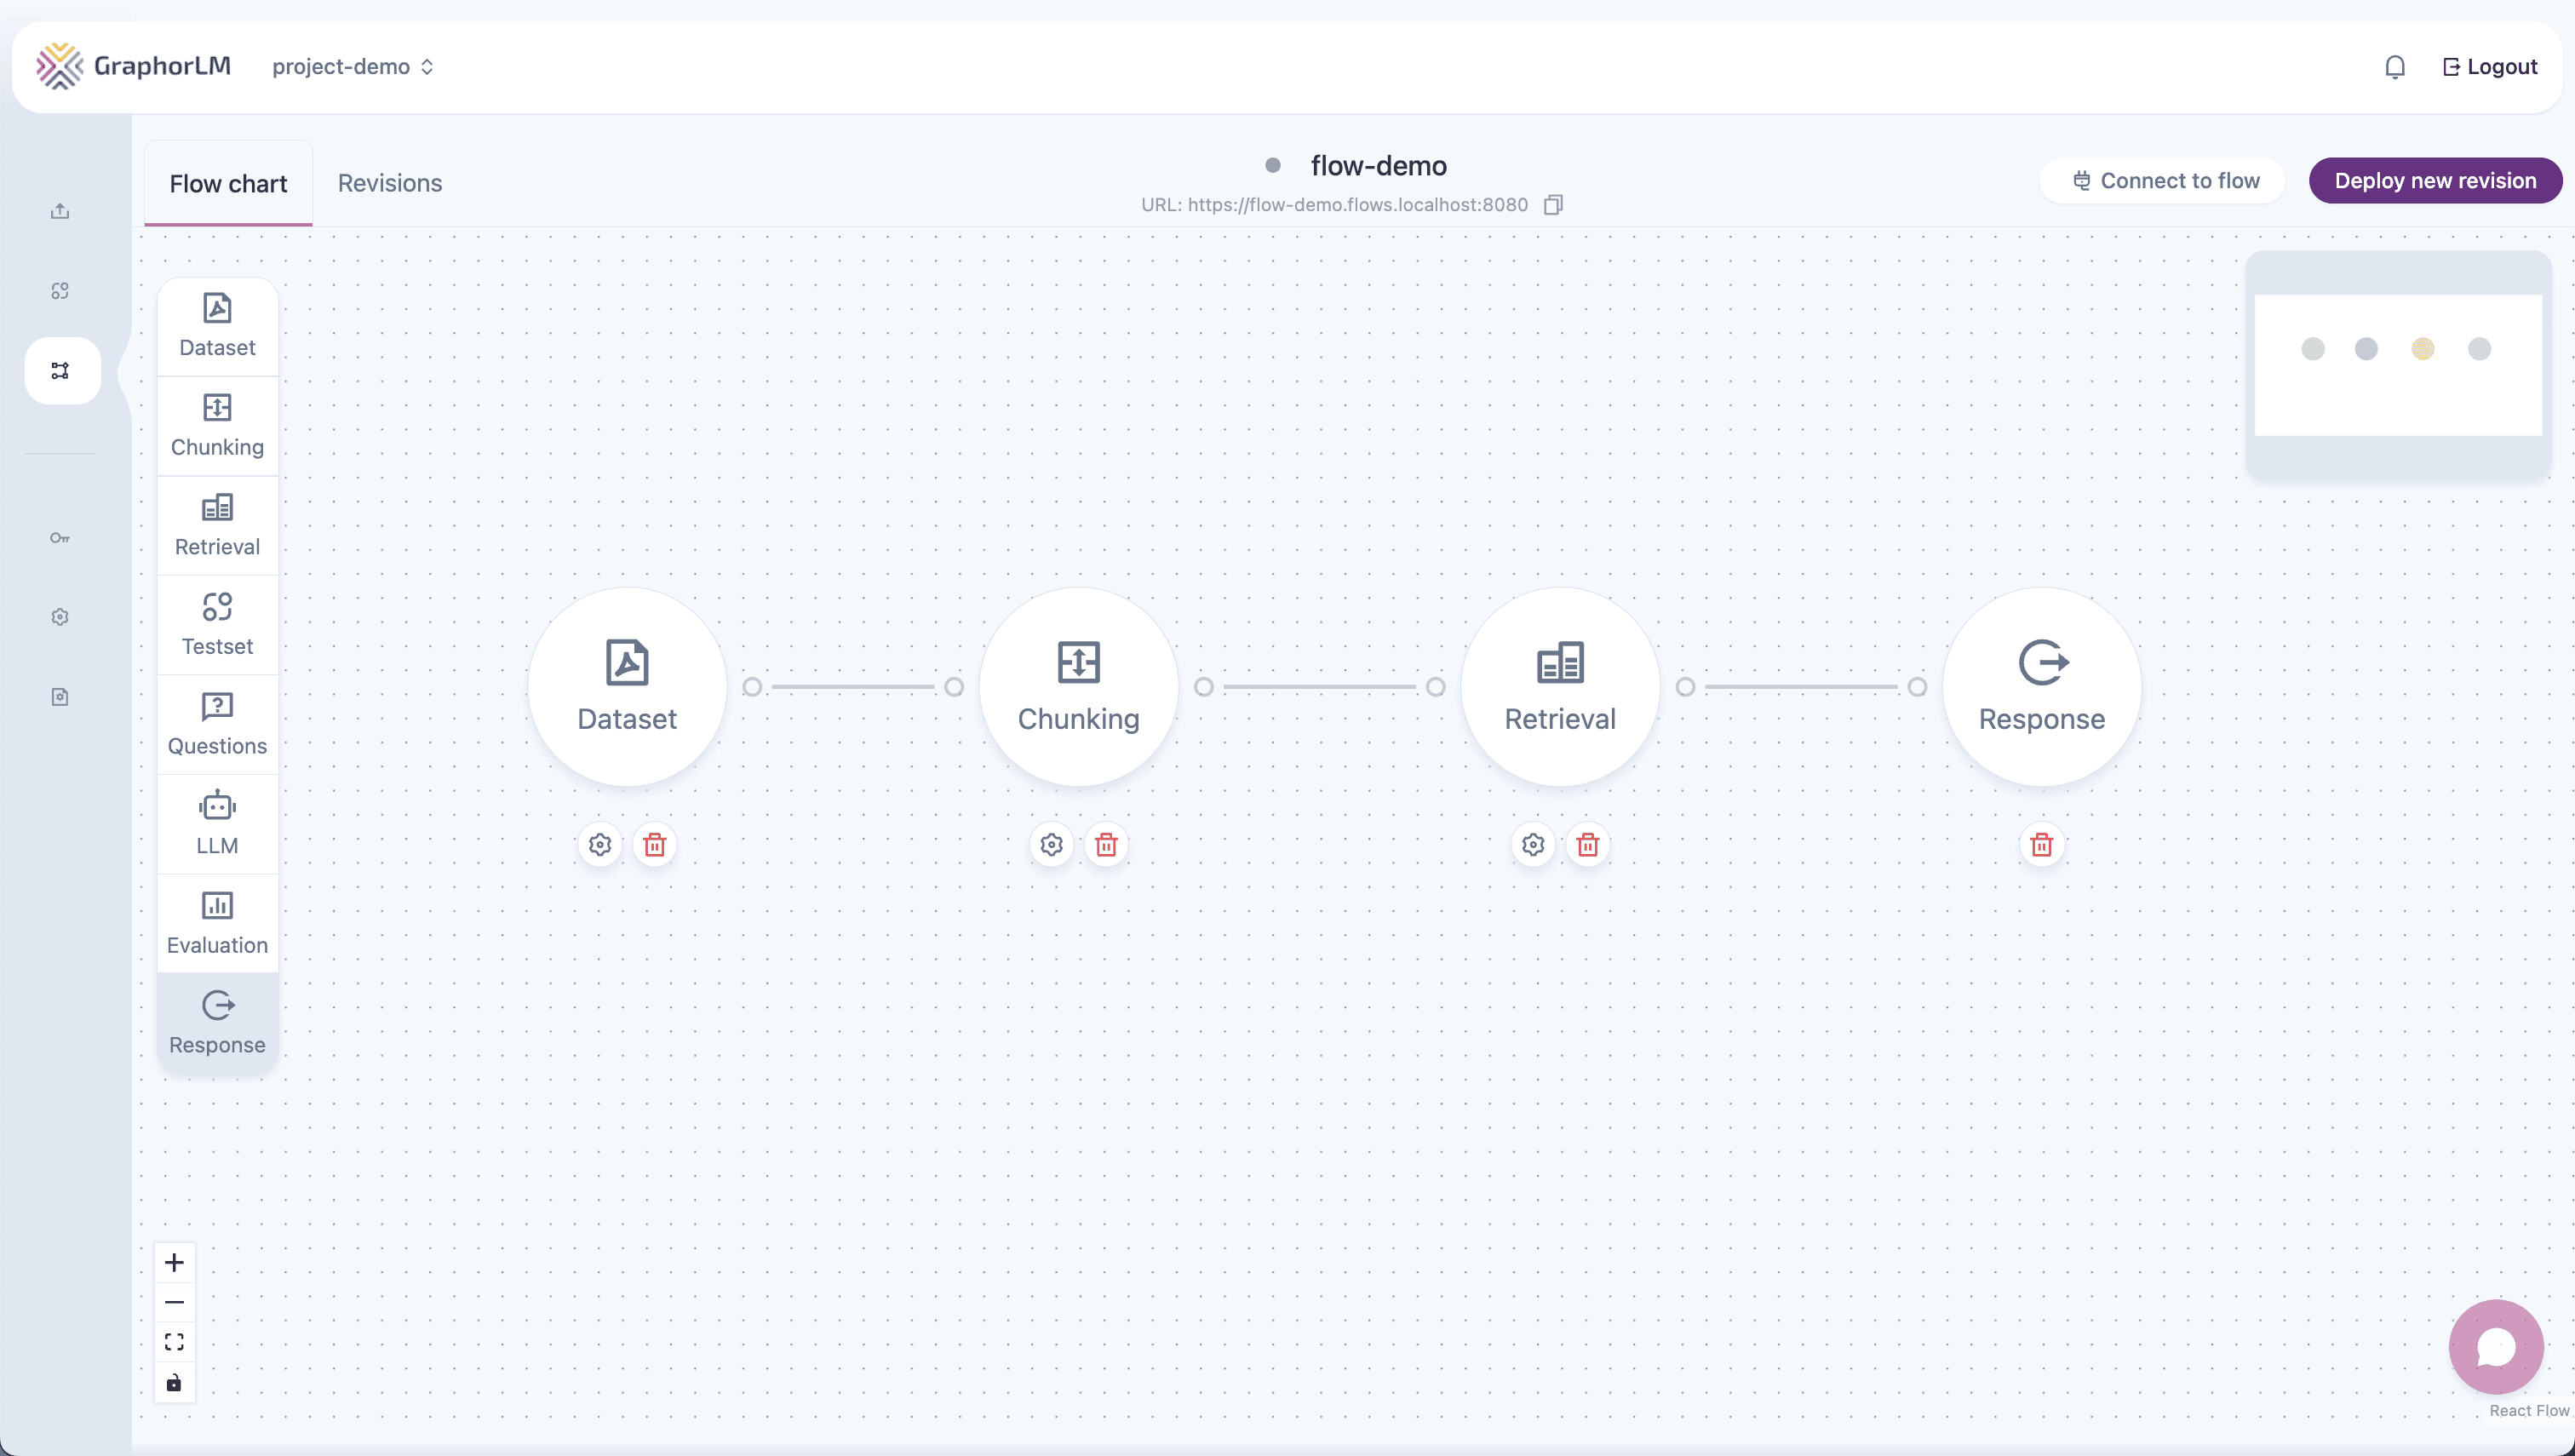 GraphorLM
project-demo
Logout
Flow chart
Revisions
flow-demo
URL: https://flow-demo.flows.localhost:8080
Connect to flow
Deploy new revision
Dataset
Chunking
Retrieval
Testset
Questions
LLM
Evaluation
Response
Dataset
Chunking
Retrieval
Response
React Flow